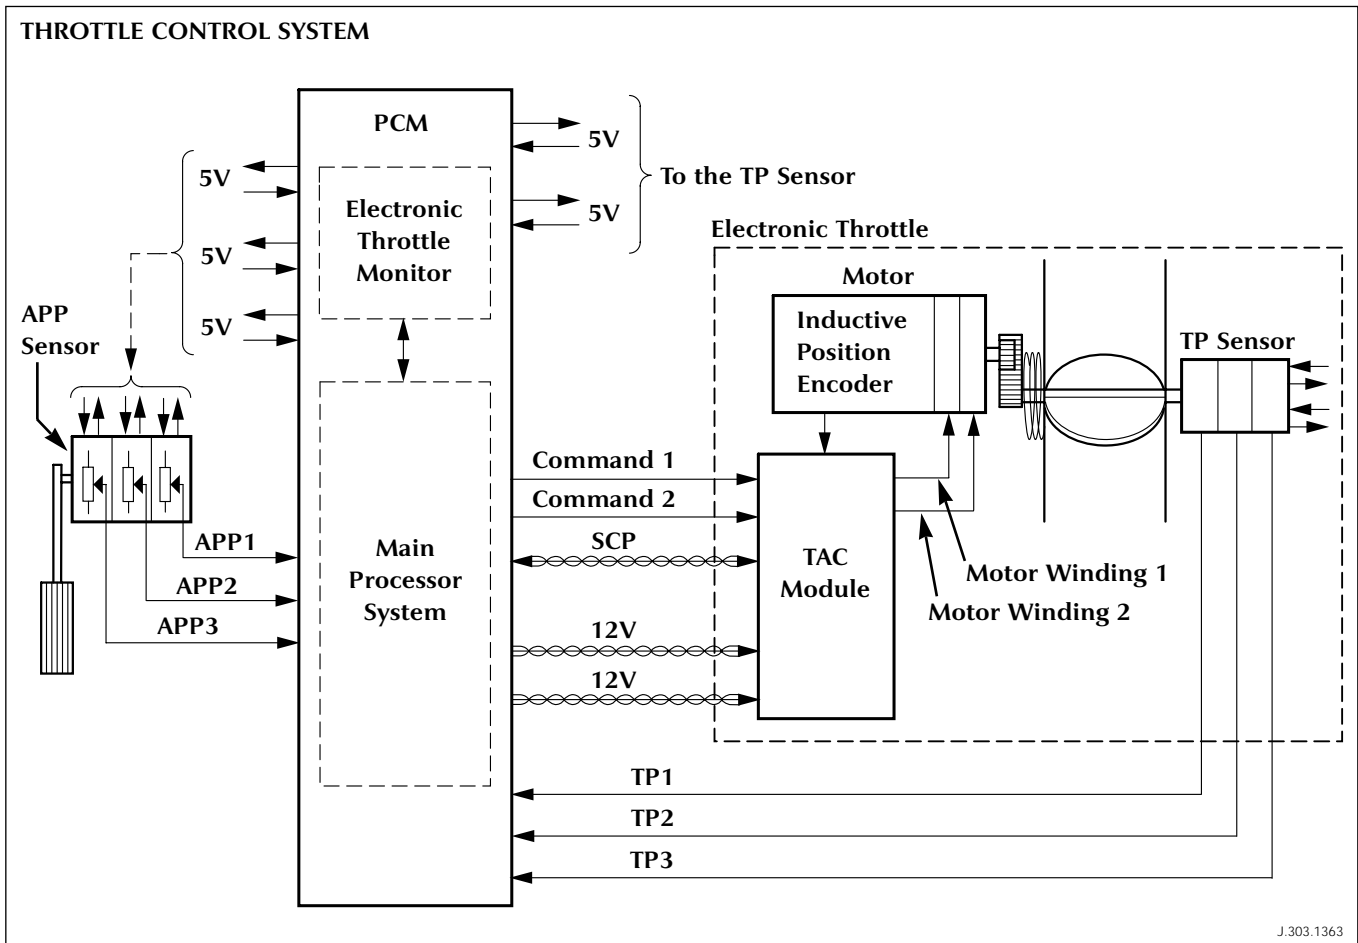 THROTTLE CONTROL SYSTEM
PCM
5V
5V
To the TP Sensor
5V
5V
5V
Electronic
Throttle
Monitor
APP
Sensor
Electronic Throttle
Motor
Inductive
Position
Encoder
TP Sensor
Command 1
Command 2
SCP
12V
12V
TAC
Module
Motor Winding 1
Motor Winding 2
APP1
APP2
APP3
Main
Processor
System
TP1
TP2
TP3
J.303.1363